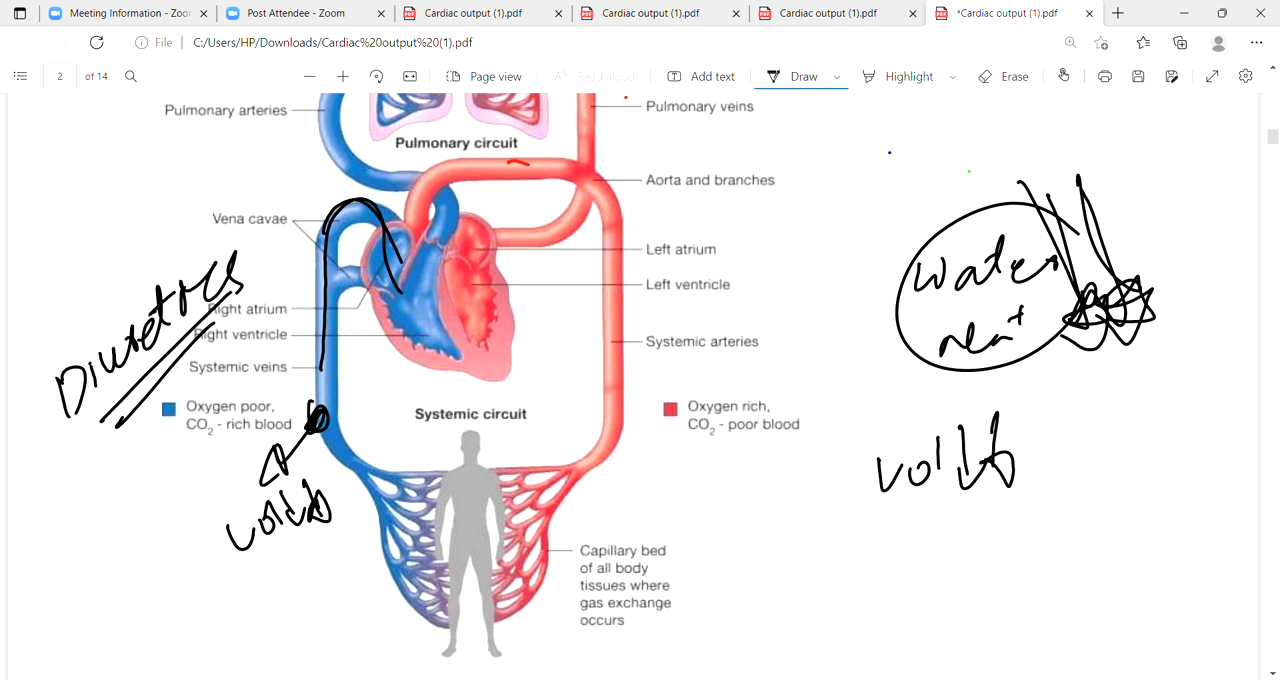 Meeting Information - Zoor
Post Attendee - Zoom
Cardiac output (1).pdf
Cardiac output (1).pdf
Cardiac output (1).pdf
*Cardiac output (1).pdf
File
C:/Users/HP/Downloads/Cardiac%20output%20(1).pdf
2 of 14
Page view
Read aloud
Add text
Draw
Highlight
Erase
Pulmonary arteries
Pulmonary veins
Pulmonary circuit
Aorta and branches
Vena cavae
Left atrium
Left ventricle
Right atrium
Right ventricle
Systemic arteries
Systemic veins
Oxygen poor,
CO2 - rich blood
Systemic circuit
Oxygen rich,
CO2 - poor blood
Capillary bed
of all body
tissues where
gas exchange
occurs
water